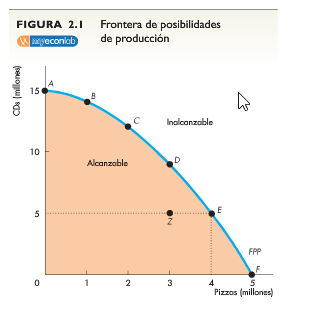 FIGURA 2.1 Frontera de posibilidades
de producción
myeconlab
CDs (millones)
15
10
5
0
1 2 3 4 5
Pizzas (millones)
A
B
C
D
E
F
Z
Inalcanzable
Alcanzable
FPP